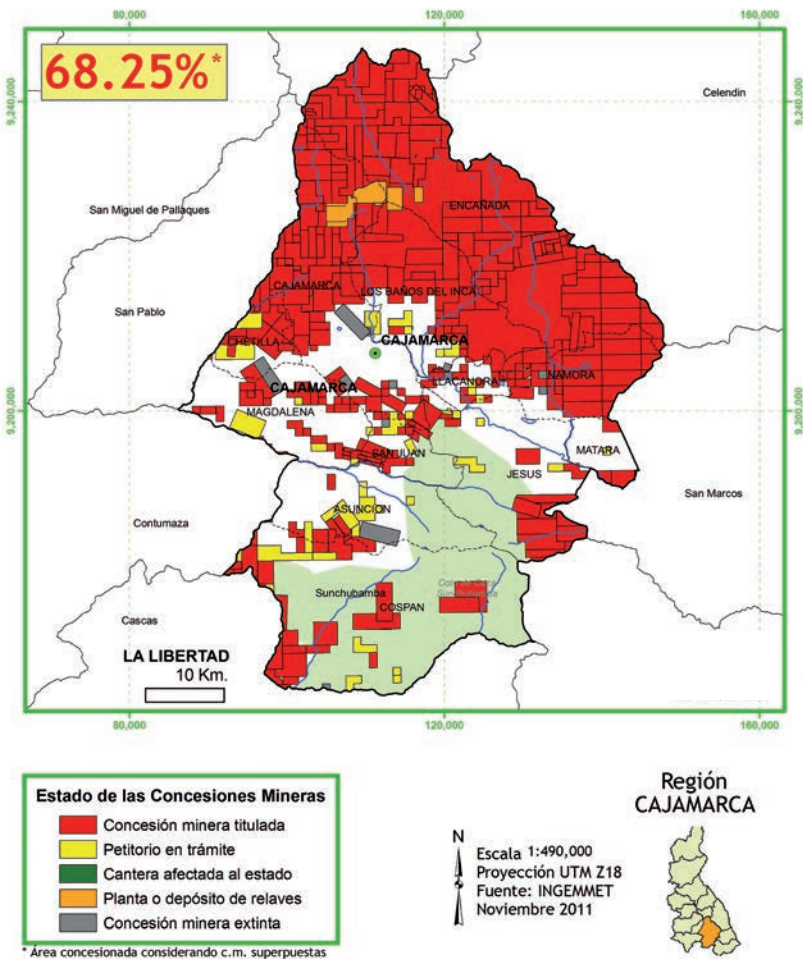 80,000
120,000
160,000
68.25%*
9,240,000
9,240,000
Celendin
San Miguel de Pallaques
ENCAÑADA
CAJAMARCA
LOS BAÑOS DEL INCA
San Pablo
CHETILLA
CAJAMARCA
LLACANORA
NAMORA
CAJAMARCA
MAGDALENA
9,200,000
9,200,000
SAN JUAN
MATARA
JESUS
San Marcos
ASUNCION
Contumaza
Sunchubamba
Sunchubamba
COSPAN
Cascas
LA LIBERTAD
10 Km.
80,000
120,000
160,000
Estado de las Concesiones Mineras
Concesión minera titulada
Petitorio en trámite
Cantera afectada al estado
Planta o depósito de relaves
Concesión minera extinta
* Área concesionada considerando c.m. superpuestas
N
Escala 1:490,000
Proyección UTM Z18
Fuente: INGEMMET
Noviembre 2011
Región
CAJAMARCA